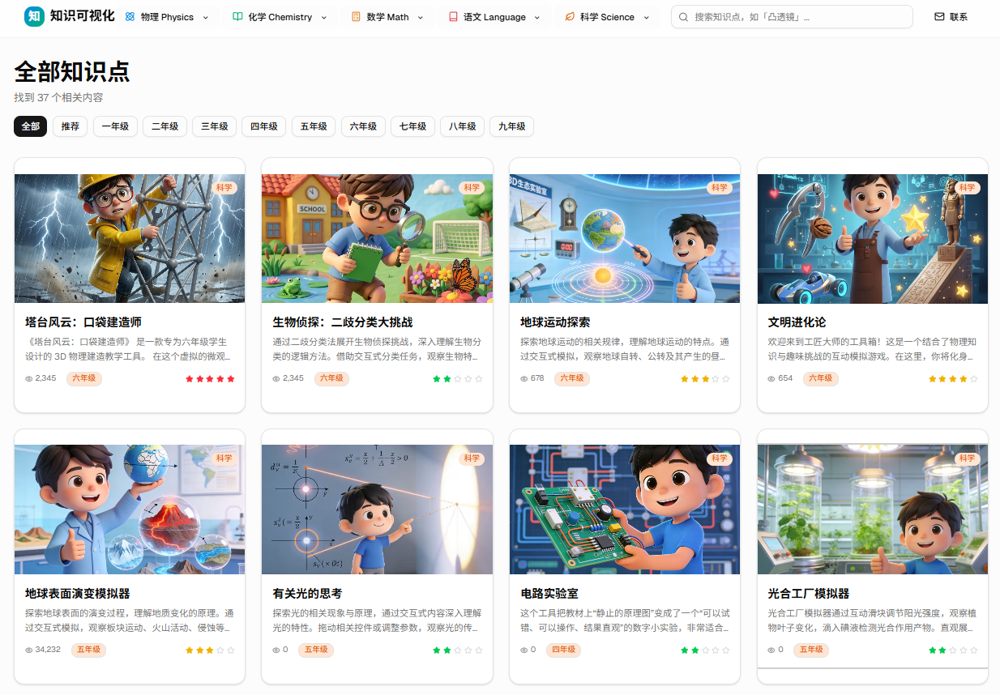 知 知识可视化 物理 Physics 化学 Chemistry 数学 Math 语文 Language 科学 Science 搜索知识点，如「凸透镜」... 联系
全部知识点
找到 37 个相关内容
全部 推荐 一年级 二年级 三年级 四年级 五年级 六年级 七年级 八年级 九年级
科学
SCHOOL
科学
3D生态实验室
科学
科学
塔台风云：口袋建造师
《塔台风云：口袋建造师》 是一款专为六年级学生
设计的 3D 物理建造教学工具。 在这个虚拟的微观...
2,345 六年级
生物侦探：二歧分类大挑战
通过二歧分类法展开生物侦探挑战，深入理解生物分
类的逻辑方法。借助交互式分类任务，观察生物特...
2,345 六年级
地球运动探索
探索地球运动的相关规律，理解地球运动的特点。通
过交互式模拟，观察地球自转、公转及其产生的昼...
678 六年级
文明进化论
欢迎来到工匠大师的工具箱！这是一个结合了物理知
识与趣味挑战的互动模拟游戏。在这里，你将化身...
654 六年级
科学
科学
科学
科学
地球表面演变模拟器
探索地球表面的演变过程，理解地质变化的原理。通
过交互式模拟，观察板块运动、火山活动、侵蚀等...
34,232 五年级
有关光的思考
探索光的相关现象与原理，通过交互式内容深入理解
光的特性。拖动相关控件或调整参数，观察光的传...
0 五年级
电路实验室
这个工具把教材上“静止的原理图”变成了一个“可以试
错、可以操作、结果直观”的数字小实验，非常适合...
0 四年级
光合工厂模拟器
光合工厂模拟器通过互动滑块调节阳光强度，观察植
物叶子变化，滴入碘液检测光合作用产物。直观展...
0 五年级